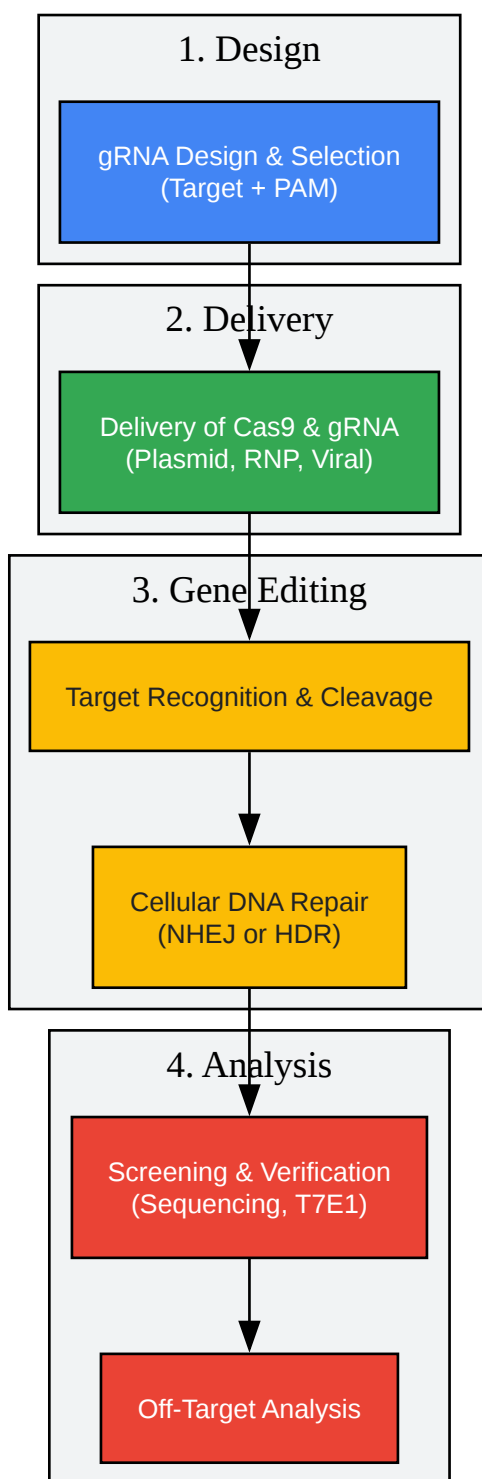 1. Design
gRNA Design & Selection
(Target + PAM)
2. Delivery
Delivery of Cas9 & gRNA
(Plasmid, RNP, Viral)
3. Gene Editing
Target Recognition & Cleavage
Cellular DNA Repair
(NHEJ or HDR)
4. Analysis
Screening & Verification
(Sequencing, T7E1)
Off-Target Analysis